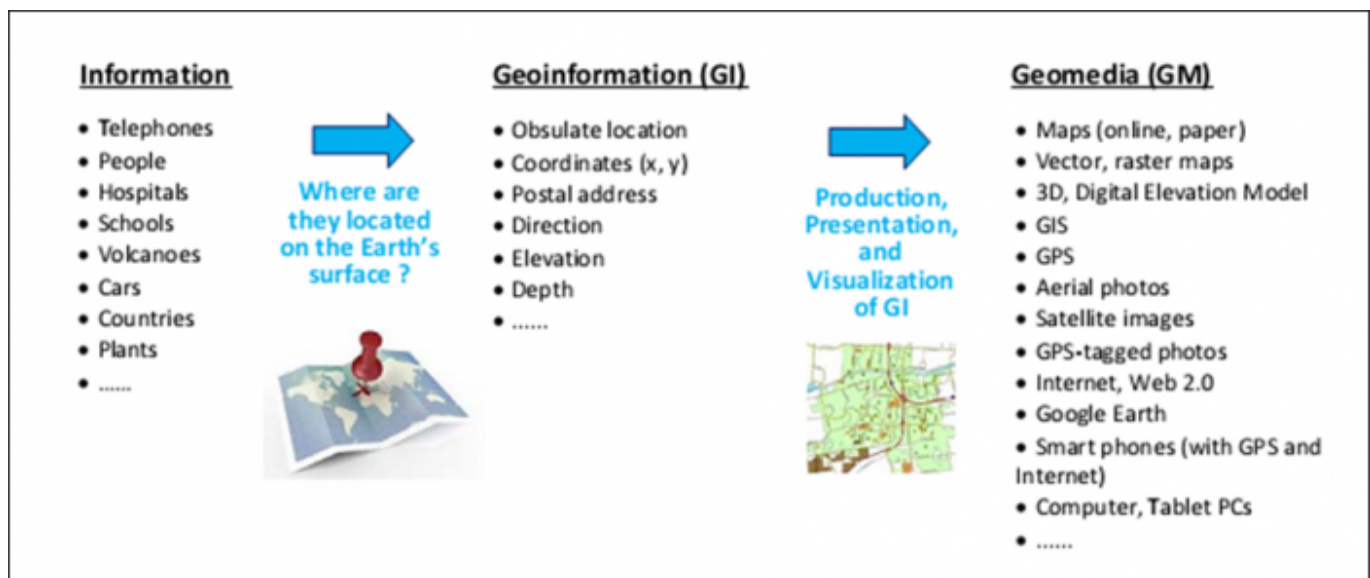 Information
• Telephones
• People
• Hospitals
• Schools
• Volcanoes
• Cars
• Countries
• Plants
• ......
Where are
they located
on the Earth's
surface ?
Geoinformation (GI)
• Obsulate location
• Coordinates (x, y)
• Postal address
• Direction
• Elevation
• Depth
• ......
Production,
Presentation,
and
Visualization
of GI
Geomedia (GM)
• Maps (online, paper)
• Vector, raster maps
• 3D, Digital Elevation Model
• GIS
• GPS
• Aerial photos
• Satellite images
• GPS-tagged photos
• Internet, Web 2.0
• Google Earth
• Smart phones (with GPS and
Internet)
• Computer, Tablet PCs
• ......